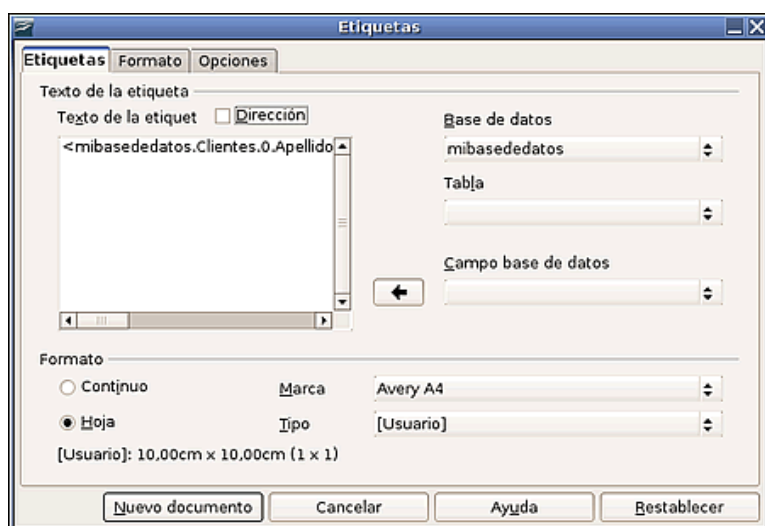 Etiquetas
Etiquetas Formato Opciones
Texto de la etiqueta
Texto de la etiquet Dirección
<mibasededatos.Clientes.0.Apellido
Base de datos
mibasededatos
Tabla
Campo base de datos
Formato
Continuo
Marca Avery A4
Hoja
Tipo [Usuario]
[Usuario]: 10,00cm x 10,00cm (1 x 1)
Nuevo documento Cancelar Ayuda Restablecer